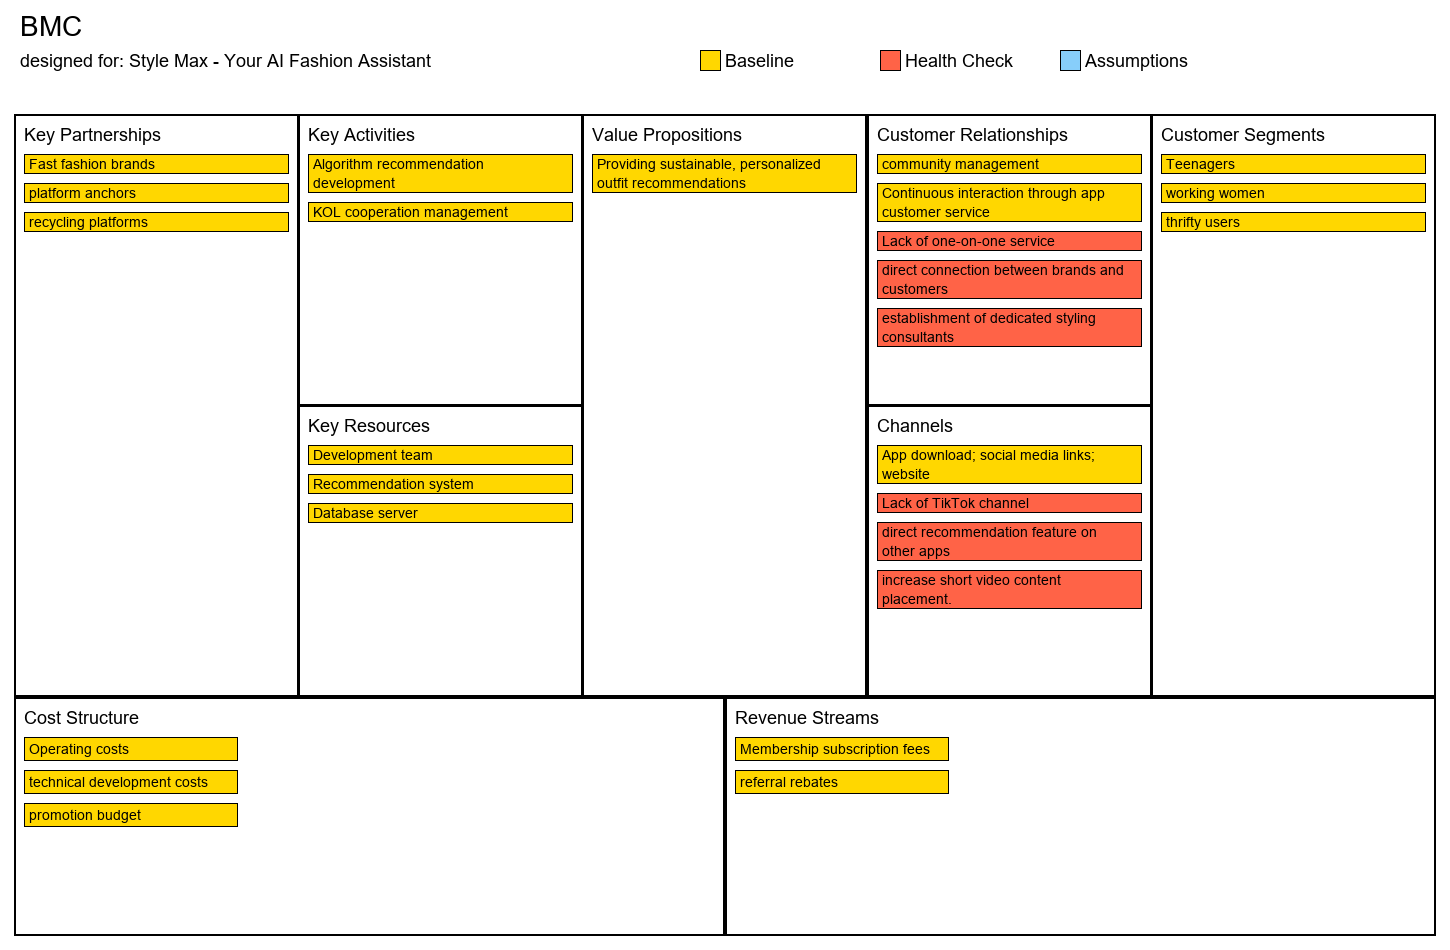 BMC
designed for: Style Max - Your AI Fashion Assistant
Baseline
Health Check
Assumptions
Key Partnerships
Fast fashion brands
platform anchors
recycling platforms
Key Activities
Algorithm recommendation
development
KOL cooperation management
Key Resources
Development team
Recommendation system
Database server
Value Propositions
Providing sustainable, personalized
outfit recommendations
Customer Relationships
community management
Continuous interaction through app
customer service
Lack of one-on-one service
direct connection between brands and
customers
establishment of dedicated styling
consultants
Channels
App download; social media links;
website
Lack of TikTok channel
direct recommendation feature on
other apps
increase short video content
placement.
Customer Segments
Teenagers
working women
thrifty users
Cost Structure
Operating costs
technical development costs
promotion budget
Revenue Streams
Membership subscription fees
referral rebates